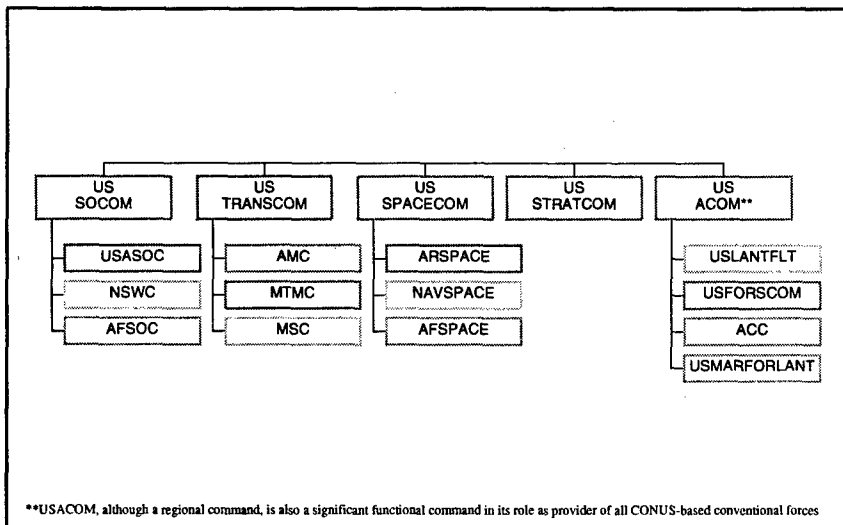 US
SOCOM
US
TRANSCOM
US
SPACECOM
US
STRATCOM
US
ACOM**
USASOC
NSWC
AFSOC
AMC
MTMC
MSC
ARSPACE
NAVSPACE
AFSPACE
USLANTFLT
USFORSCOM
ACC
USMARFORLANT
**USACOM, although a regional command, is also a significant functional command in its role as provider of all CONUS-based conventional forces